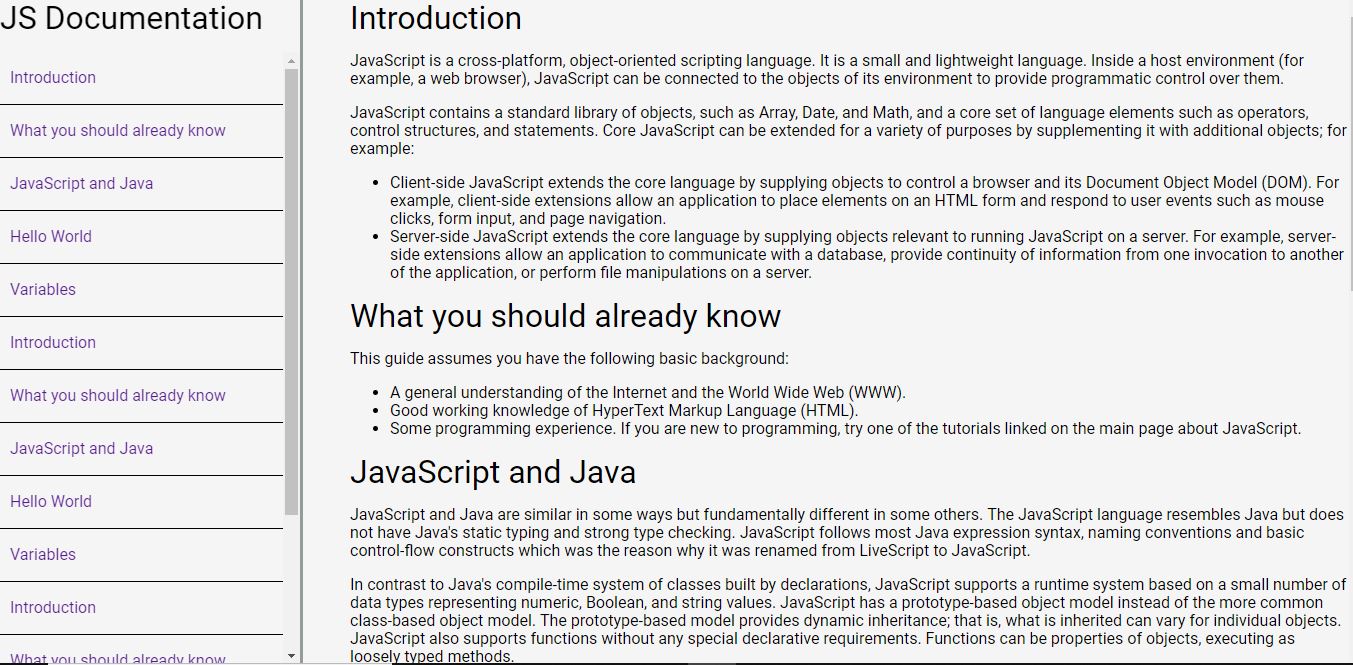 JS Documentation
Introduction
What you should already know
JavaScript and Java
Hello World
Variables
Introduction
What you should already know
JavaScript and Java
Hello World
Variables
Introduction
What you should already know
Introduction
JavaScript is a cross-platform, object-oriented scripting language. It is a small and lightweight language. Inside a host environment (for
example, a web browser), JavaScript can be connected to the objects of its environment to provide programmatic control over them.
JavaScript contains a standard library of objects, such as Array, Date, and Math, and a core set of language elements such as operators,
control structures, and statements. Core JavaScript can be extended for a variety of purposes by supplementing it with additional objects; for
example:
• Client-side JavaScript extends the core language by supplying objects to control a browser and its Document Object Model (DOM). For
example, client-side extensions allow an application to place elements on an HTML form and respond to user events such as mouse
clicks, form input, and page navigation.
• Server-side JavaScript extends the core language by supplying objects relevant to running JavaScript on a server. For example, server-
side extensions allow an application to communicate with a database, provide continuity of information from one invocation to another
of the application, or perform file manipulations on a server.
What you should already know
This guide assumes you have the following basic background:
• A general understanding of the Internet and the World Wide Web (WWW).
• Good working knowledge of HyperText Markup Language (HTML).
• Some programming experience. If you are new to programming, try one of the tutorials linked on the main page about JavaScript.
JavaScript and Java
JavaScript and Java are similar in some ways but fundamentally different in some others. The JavaScript language resembles Java but does
not have Java's static typing and strong type checking. JavaScript follows most Java expression syntax, naming conventions and basic
control-flow constructs which was the reason why it was renamed from LiveScript to JavaScript.
In contrast to Java's compile-time system of classes built by declarations, JavaScript supports a runtime system based on a small number of
data types representing numeric, Boolean, and string values. JavaScript has a prototype-based object model instead of the more common
class-based object model. The prototype-based model provides dynamic inheritance; that is, what is inherited can vary for individual objects.
JavaScript also supports functions without any special declarative requirements. Functions can be properties of objects, executing as
loosely typed methods.